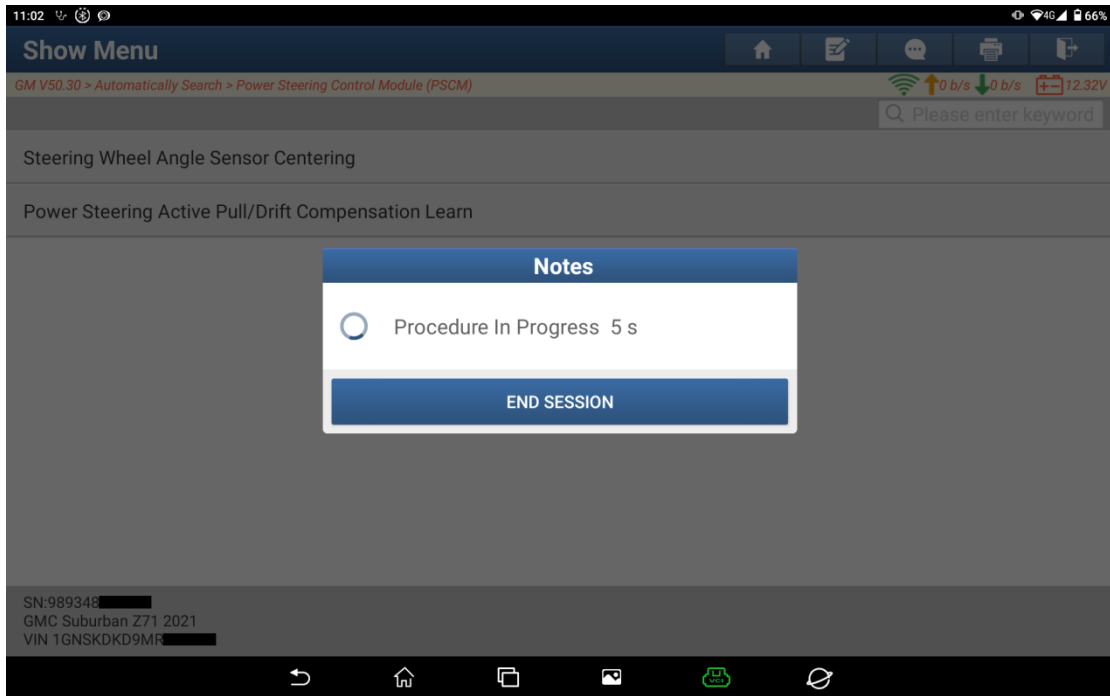 11:02 4G 66%
Show Menu
GM V50.30 > Automatically Search > Power Steering Control Module (PSCM) 0 b/s 0 b/s 12.32V
Please enter keyword
Steering Wheel Angle Sensor Centering
Power Steering Active Pull/Drift Compensation Learn
Notes
Procedure In Progress 5 s
END SESSION
SN:989348
GMC Suburban Z71 2021
VIN 1GNSKDKD9MR
VCI